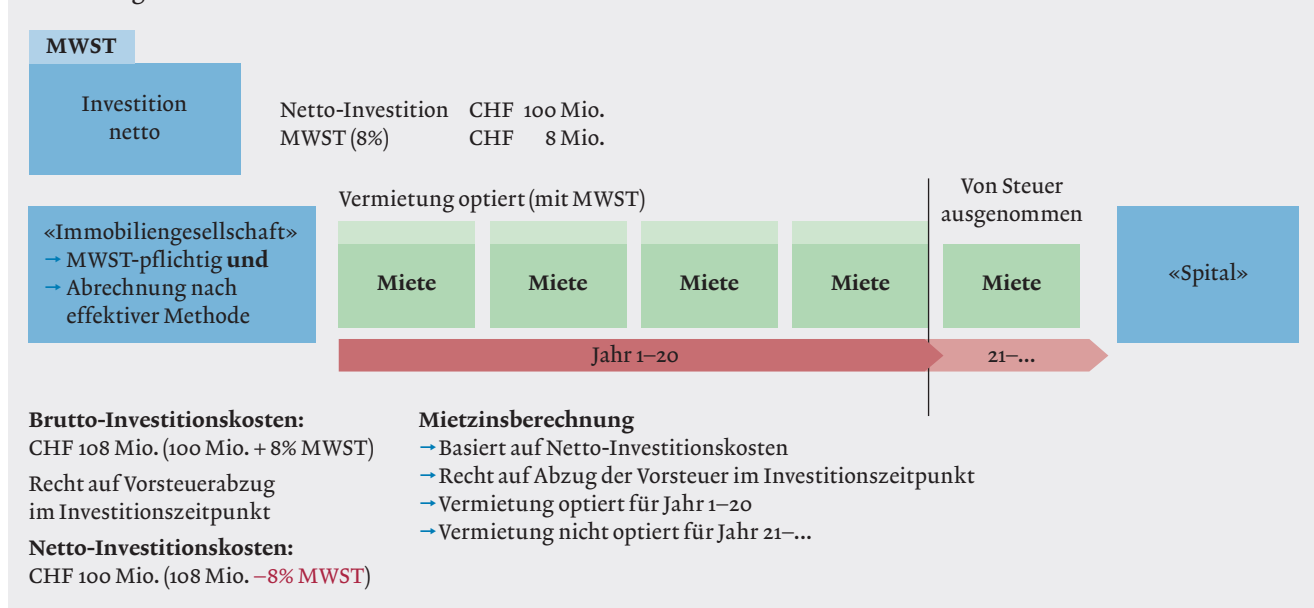 MWST
Investition
netto
Netto-Investition CHF 100 Mio.
MWST (8%) CHF 8 Mio.
«Immobiliengesellschaft»
→ MWST-pflichtig und
→ Abrechnung nach
effektiver Methode
Vermietung optiert (mit MWST)
Von Steuer
ausgenommen
Miete Miete Miete Miete Miete
«Spital»
Jahr 1–20 21–...
Brutto-Investitionskosten:
CHF 108 Mio. (100 Mio. + 8% MWST)
Recht auf Vorsteuerabzug
im Investitionszeitpunkt
Netto-Investitionskosten:
CHF 100 Mio. (108 Mio. –8% MWST)
Mietzinsberechnung
→ Basiert auf Netto-Investitionskosten
→ Recht auf Abzug der Vorsteuer im Investitionszeitpunkt
→ Vermietung optiert für Jahr 1–20
→ Vermietung nicht optiert für Jahr 21–...